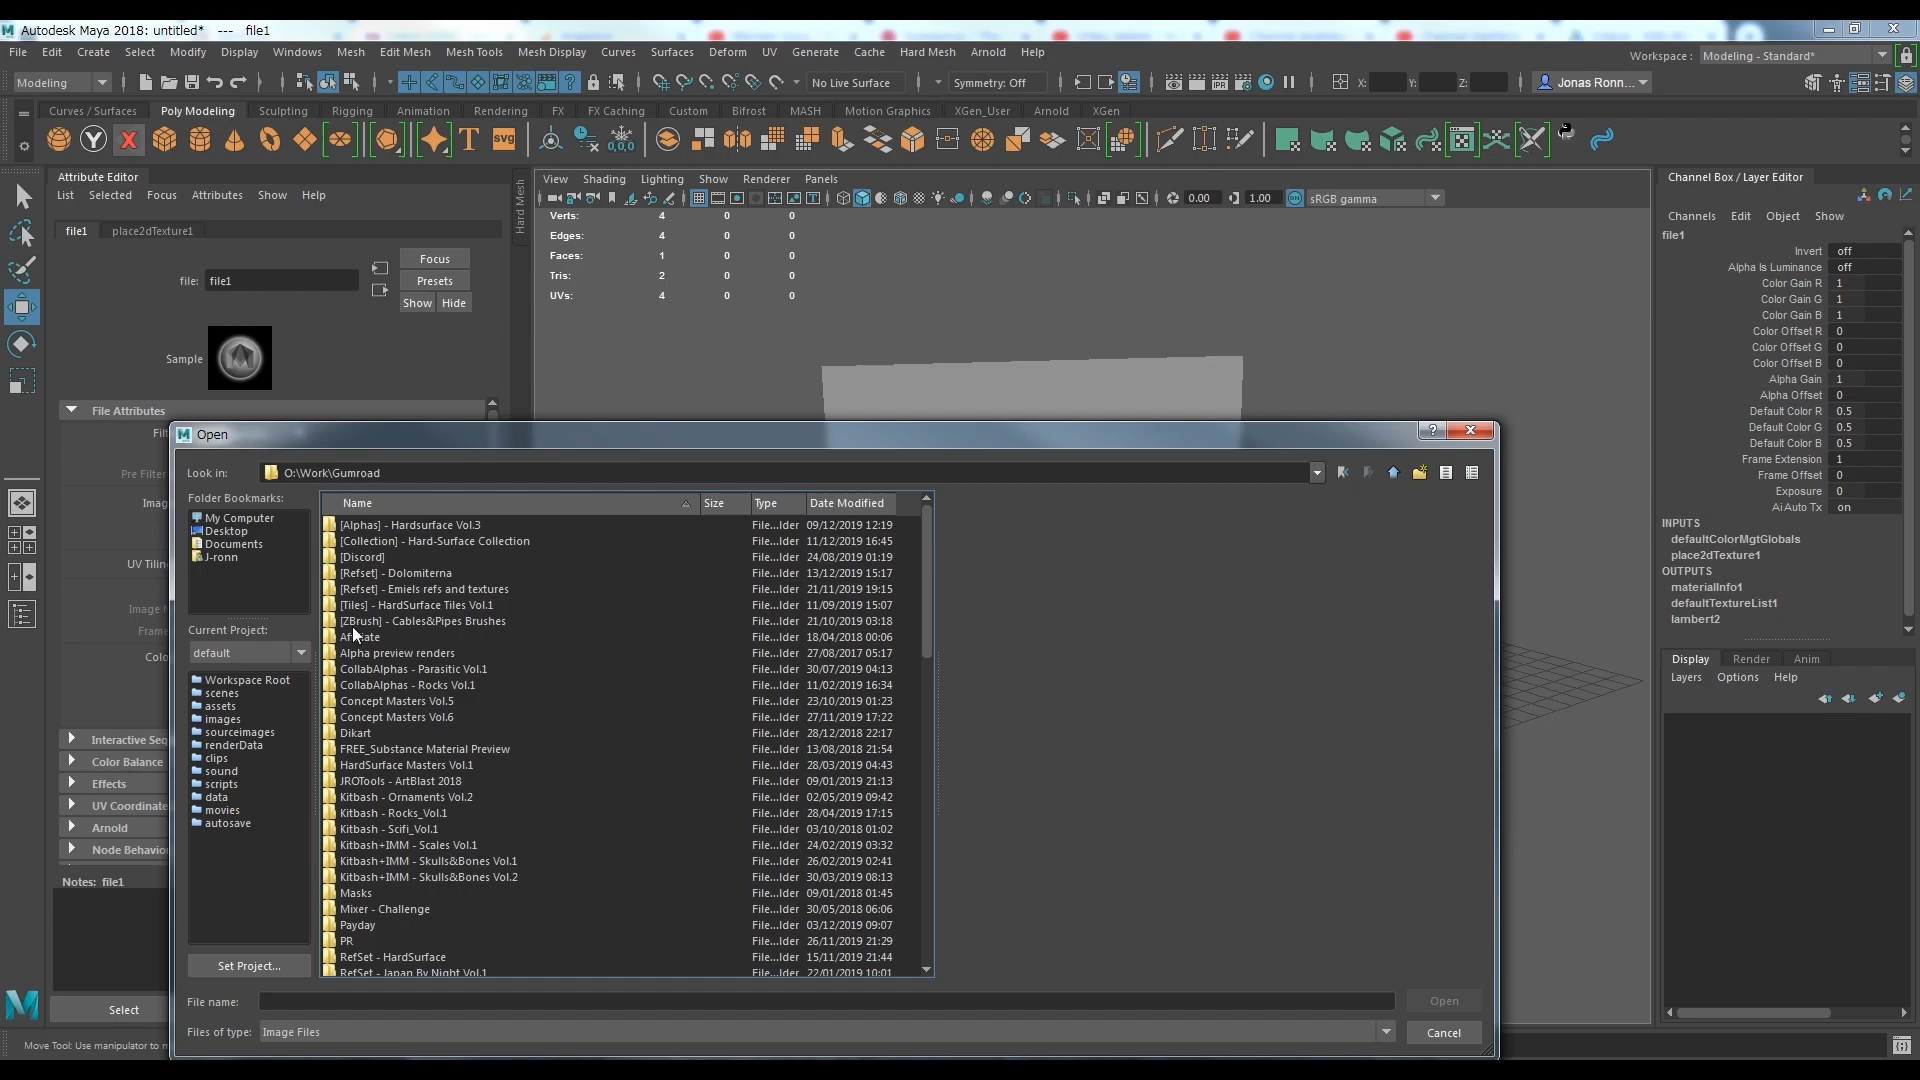 Autodesk Maya 2018: untitled* --- file1
File Edit Create Select Modify Display Windows Mesh Edit Mesh Mesh Tools Mesh Display Curves Surfaces Deform UV Generate Cache Hard Mesh Arnold Help
Workspace : Modeling - Standard*
Modeling No Live Surface Symmetry: Off X: Y: Z: Jonas Ronn...
Curves / Surfaces Poly Modeling Sculpting Rigging Animation Rendering FX FX Caching Custom Bifrost MASH Motion Graphics XGen_User Arnold XGen
Attribute Editor
List Selected Focus Attributes Show Help
file1 place2dTexture1
file: file1
Focus
Presets
Show Hide
Sample
File Attributes
Hard Mesh
View Shading Lighting Show Renderer Panels
0.00 1.00 sRGB gamma
Verts: 4 0 0
Edges: 4 0 0
Faces: 1 0 0
Tris: 2 0 0
UVs: 4 0 0
Channel Box / Layer Editor
Channels Edit Object Show
file1
Invert off
Alpha Is Luminance off
Color Gain R 1
Color Gain G 1
Color Gain B 1
Color Offset R 0
Color Offset G 0
Color Offset B 0
Alpha Gain 1
Alpha Offset 0
Default Color R 0.5
Default Color G 0.5
Default Color B 0.5
Frame Extension 1
Frame Offset 0
Exposure 0
Ai Auto Tx on
INPUTS
defaultColorMgtGlobals
place2dTexture1
OUTPUTS
materialInfo1
defaultTextureList1
lambert2
Display Render Anim
Layers Options Help
Pre Filter
UV Tilin
Image N
Frame
Colo
Interactive Seq
Color Balance
Effects
UV Coordinate
Arnold
Node Behavio
Notes: file1
Select
Move Tool: Use manipulator to m
Open
Look in: O:\Work\Gumroad
Folder Bookmarks:
My Computer
Desktop
Documents
J-ronn
Current Project:
default
Workspace Root
scenes
assets
images
sourceimages
renderData
clips
sound
scripts
data
movies
autosave
Set Project...
Name Size Type Date Modified
[Alphas] - Hardsurface Vol.3 File...lder 09/12/2019 12:19
[Collection] - Hard-Surface Collection File...lder 11/12/2019 16:45
[Discord] File...lder 24/08/2019 01:19
[Refset] - Dolomiterna File...lder 13/12/2019 15:17
[Refset] - Emiels refs and textures File...lder 21/11/2019 19:15
[Tiles] - HardSurface Tiles Vol.1 File...lder 11/09/2019 15:07
[ZBrush] - Cables&Pipes Brushes File...lder 21/10/2019 03:18
File...lder 18/04/2018 00:06
Alpha preview renders File...lder 27/08/2017 05:17
CollabAlphas - Parasitic Vol.1 File...lder 30/07/2019 04:13
CollabAlphas - Rocks Vol.1 File...lder 11/02/2019 16:34
Concept Masters Vol.5 File...lder 23/10/2019 01:23
Concept Masters Vol.6 File...lder 27/11/2019 17:22
Dikart File...lder 28/12/2018 22:17
FREE_Substance Material Preview File...lder 13/08/2018 21:54
HardSurface Masters Vol.1 File...lder 28/03/2019 04:43
JROTools - ArtBlast 2018 File...lder 09/01/2019 21:13
Kitbash - Ornaments Vol.2 File...lder 02/05/2019 09:42
Kitbash - Rocks_Vol.1 File...lder 28/04/2019 17:15
Kitbash - Scifi_Vol.1 File...lder 03/10/2018 01:02
Kitbash+IMM - Scales Vol.1 File...lder 24/02/2019 03:32
Kitbash+IMM - Skulls&Bones Vol.1 File...lder 26/02/2019 02:41
Kitbash+IMM - Skulls&Bones Vol.2 File...lder 30/03/2019 08:13
Masks File...lder 09/01/2018 01:45
Mixer - Challenge File...lder 30/05/2018 06:06
Payday File...lder 03/12/2019 09:07
PR File...lder 26/11/2019 21:29
RefSet - HardSurface File...lder 15/11/2019 21:44
RefSet - Japan By Night Vol.1 File...lder 22/01/2019 10:01
File name:
Open
Files of type: Image Files
Cancel